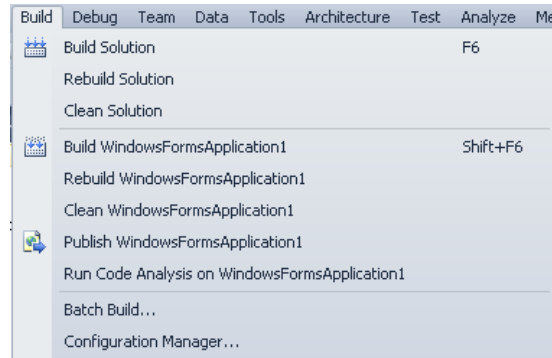 Build Debug Team Data Tools Architecture Test Analyze
Build Solution F6
Rebuild Solution
Clean Solution
Build WindowsFormsApplication1 Shift+F6
Rebuild WindowsFormsApplication1
Clean WindowsFormsApplication1
Publish WindowsFormsApplication1
Run Code Analysis on WindowsFormsApplication1
Batch Build...
Configuration Manager...